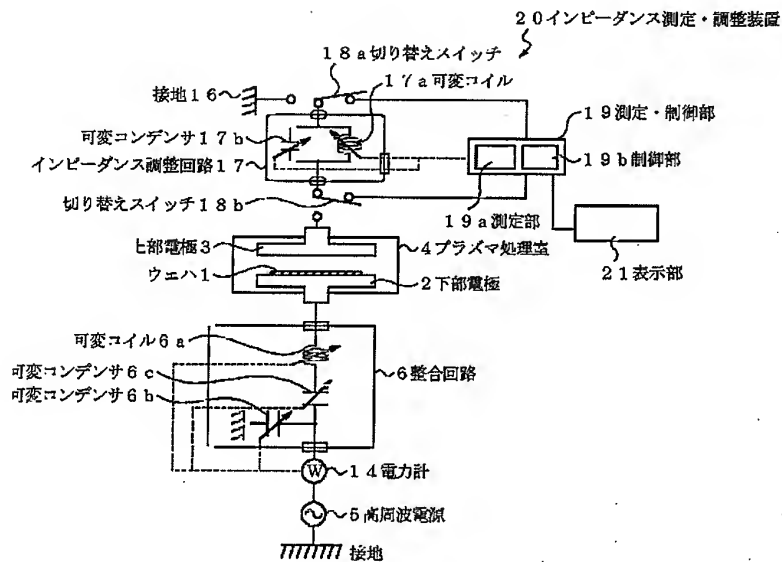 20インピーダンス測定・調整装置
18a切り替えスイッチ
17a可変コイル
接地16
19測定・制御部
可変コンデンサ17b
19b制御部
インピーダンス調整回路17
切り替えスイッチ18b
19a測定部
上部電極3
4プラズマ処理室
ウェハ1
2下部電極
21表示部
可変コイル6a
可変コンデンサ6c
6整合回路
可変コンデンサ6b
W
14電力計
5高周波電源
接地